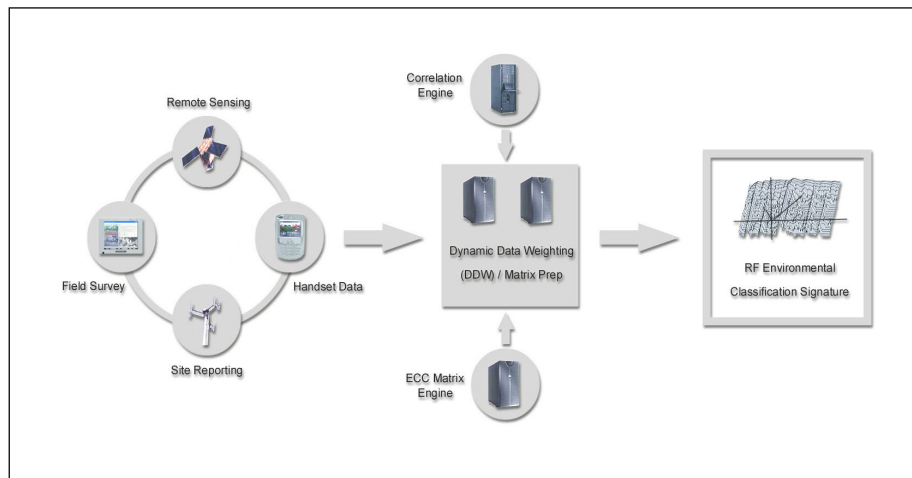 Remote Sensing
Field Survey
Handset Data
Site Reporting
Correlation
Engine
Dynamic Data Weighting
(DDW) / Matrix Prep
ECC Matrix
Engine
RF Environmental
Classification Signature